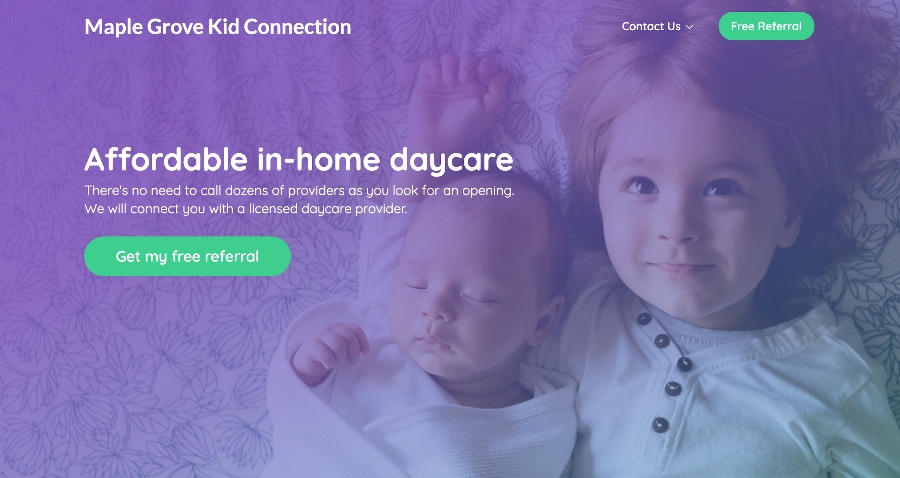 Maple Grove Kid Connection
Contact Us
Free Referral
Affordable in-home daycare
There's no need to call dozens of providers as you look for an opening.
We will connect you with a licensed daycare provider.
Get my free referral